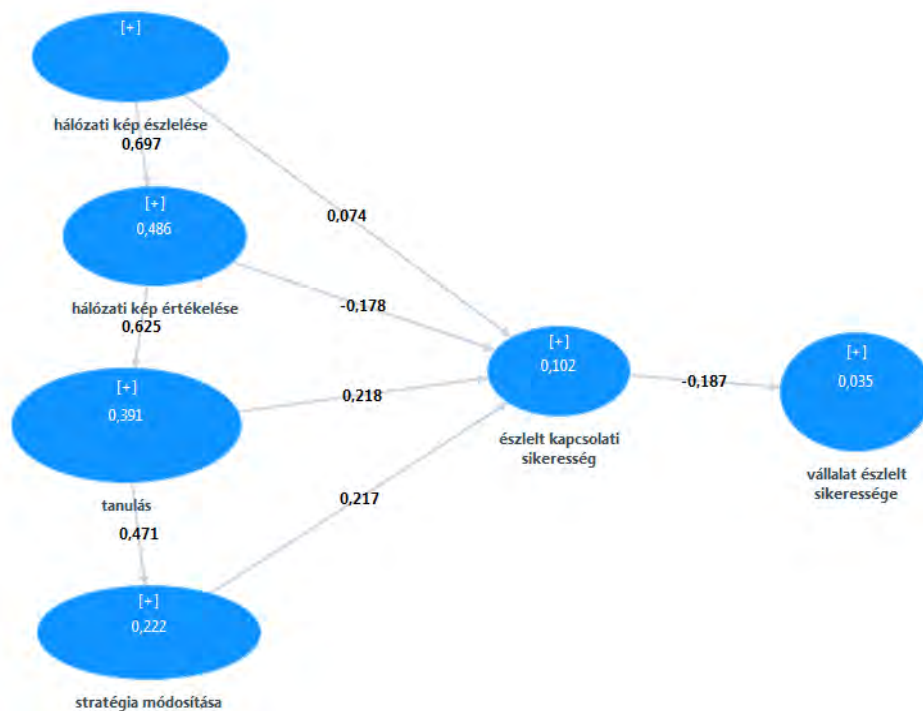 [+]
hálózati kép észlelése
0,697
0,074
[+]
0,486
hálózati kép értékelése
0,625
-0,178
[+]
0,391
tanulás
0,471
0,218
0,217
[+]
0,102
észlelt kapcsolati
sikeresség
-0,187
[+]
0,035
vállalat észlelt
sikeressége
[+]
0,222
stratégia módosítása